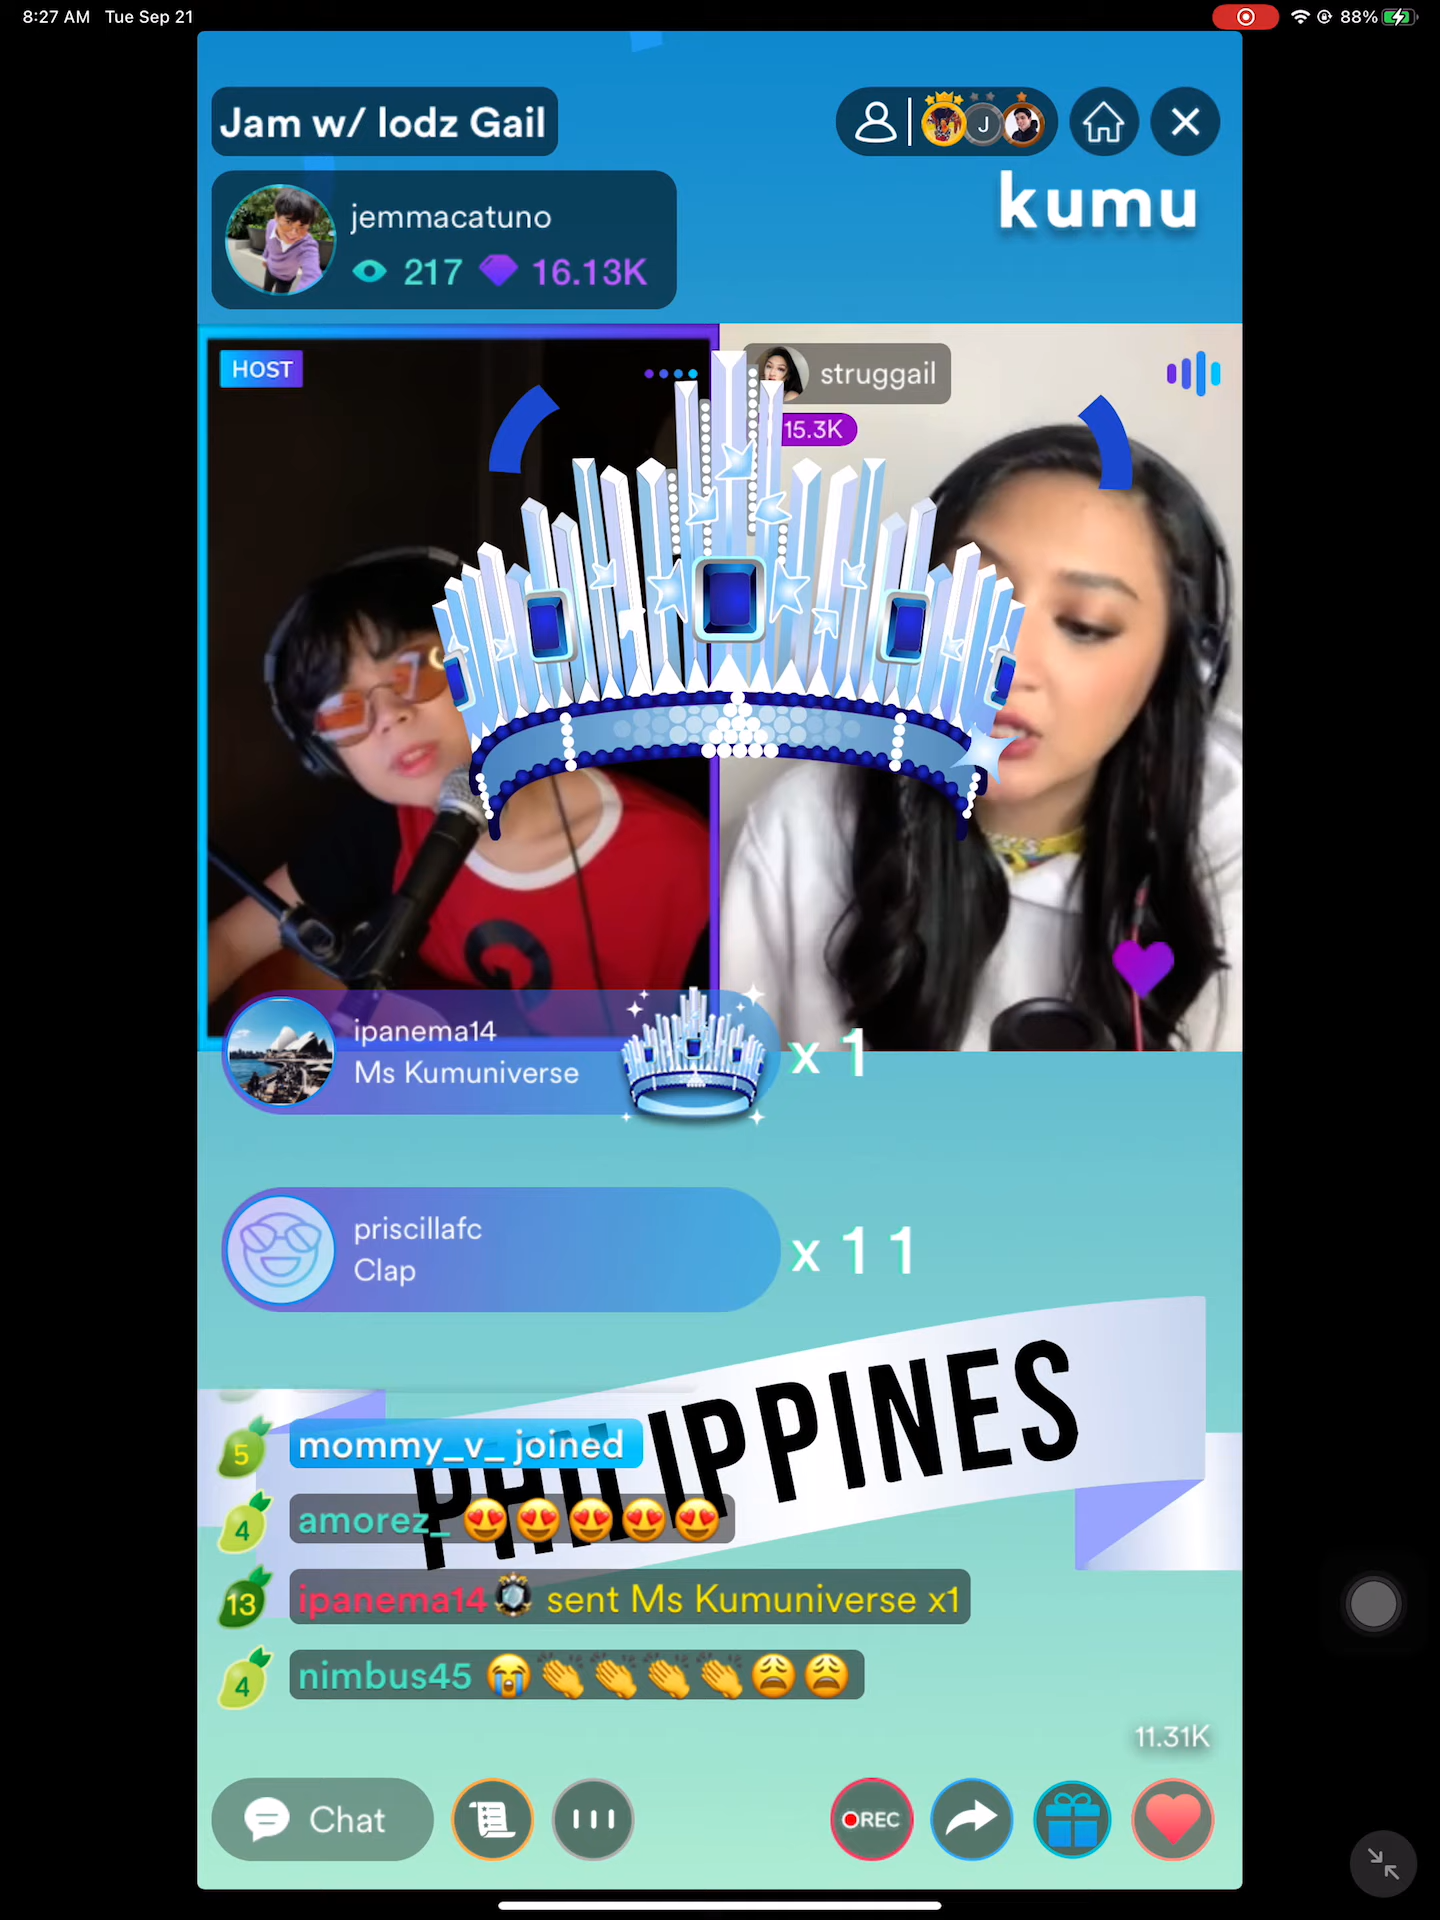 8:27 AM Tue Sep 21
88%
Jam w/ lodz Gail
J
jemmacatuno
217 16.13K
kumu
HOST
struggail
15.3K
ipanema14
Ms Kumuniverse
x 1
priscillafc
Clap
x 11
PHILIPPINES
5 mommy_v_ joined
4 amorez_ 😍😍😍😍😍
13 ipanema14 sent Ms Kumuniverse x1
4 nimbus45 😭👏👏👏👏😩😩
11.31K
Chat
REC